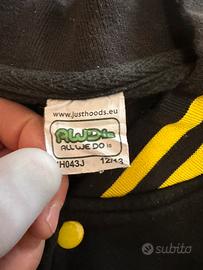 www.justhoods.eu
AWDis
ALL WE DO is
JH043J
12/13
subito